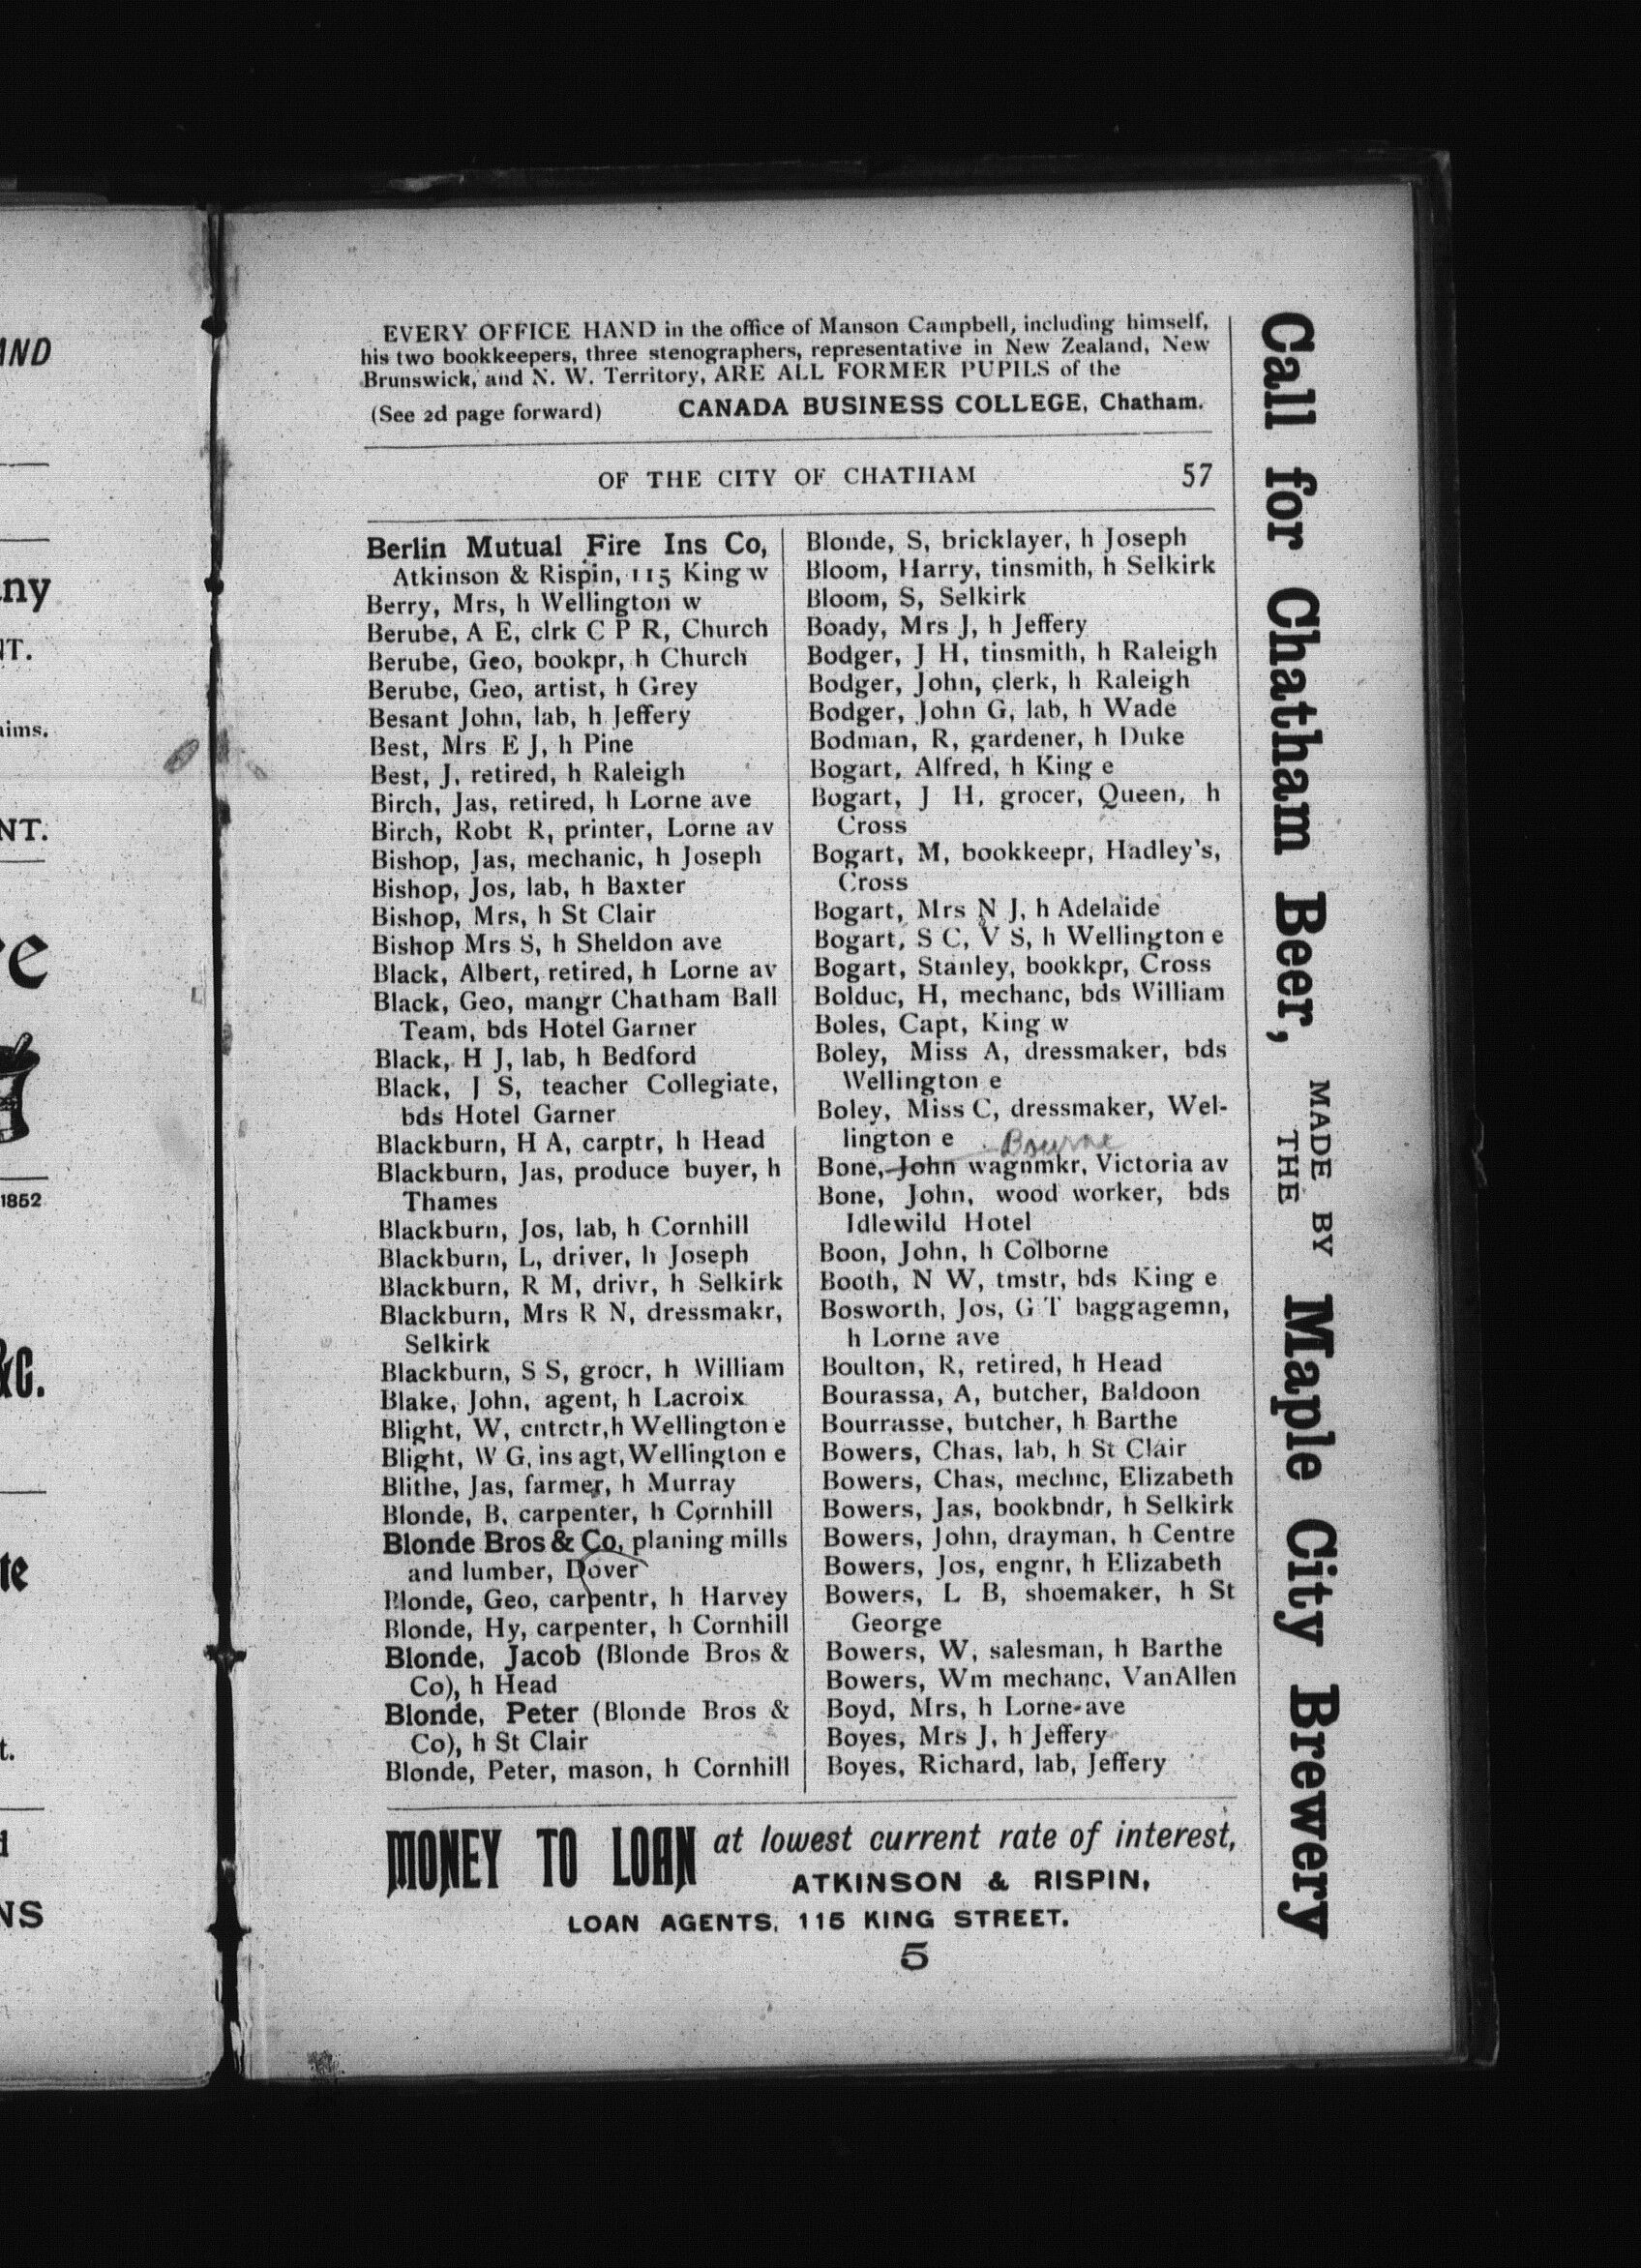 EVERY OFFICE HAND in the office of Manson Campbell, including himself,
his two bookkeepers, three stenographers, representative in New Zealand, New
Brunswick, and N. W. Territory, ARE ALL FORMER PUPILS of the
(See 2d page forward) CANADA BUSINESS COLLEGE, Chatham.
OF THE CITY OF CHATHAM 57
Berlin Mutual Fire Ins Co,
Atkinson & Rispin, 115 King w
Berry, Mrs, h Wellington w
Berube, A E, clrk C P R, Church
Berube, Geo, bookpr, h Church
Berube, Geo, artist, h Grey
Besant John, lab, h Jeffery
Best, Mrs E J, h Pine
Best, J, retired, h Raleigh
Birch, Jas, retired, h Lorne ave
Birch, Robt R, printer, Lorne av
Bishop, Jas, mechanic, h Joseph
Bishop, Jos, lab, h Baxter
Bishop, Mrs, h St Clair
Bishop Mrs S, h Sheldon ave
Black, Albert, retired, h Lorne av
Black, Geo, mangr Chatham Ball
Team, bds Hotel Garner
Black, H J, lab, h Bedford
Black, J S, teacher Collegiate,
bds Hotel Garner
Blackburn, H A, carptr, h Head
Blackburn, Jas, produce buyer, h
Thames
Blackburn, Jos, lab, h Cornhill
Blackburn, L, driver, h Joseph
Blackburn, R M, drivr, h Selkirk
Blackburn, Mrs R N, dressmakr,
Selkirk
Blackburn, S S, grocr, h William
Blake, John, agent, h Lacroix
Blight, W, cntrctr, h Wellington e
Blight, W G, ins agt, Wellington e
Blithe, Jas, farmer, h Murray
Blonde, B, carpenter, h Cornhill
Blonde Bros & Co, planing mills
and lumber, Dover
Blonde, Geo, carpentr, h Harvey
Blonde, Hy, carpenter, h Cornhill
Blonde, Jacob (Blonde Bros &
Co), h Head
Blonde, Peter (Blonde Bros &
Co), h St Clair
Blonde, Peter, mason, h Cornhill
Blonde, S, bricklayer, h Joseph
Bloom, Harry, tinsmith, h Selkirk
Bloom, S, Selkirk
Boady, Mrs J, h Jeffery
Bodger, J H, tinsmith, h Raleigh
Bodger, John, clerk, h Raleigh
Bodger, John G, lab, h Wade
Bodman, R, gardener, h Duke
Bogart, Alfred, h King e
Bogart, J H, grocer, Queen, h
Cross
Bogart, M, bookkeepr, Hadley's,
Cross
Bogart, Mrs N J, h Adelaide
Bogart, S C, V S, h Wellington e
Bogart, Stanley, bookkpr, Cross
Bolduc, H, mechanc, bds William
Boles, Capt, King w
Boley, Miss A, dressmaker, bds
Wellington e
Boley, Miss C, dressmaker, Wel-
lington e Bourne
Bone, John wagnmkr, Victoria av
Bone, John, wood worker, bds
Idlewild Hotel
Boon, John, h Colborne
Booth, N W, tmstr, bds King e
Bosworth, Jos, G T baggagemn,
h Lorne ave
Boulton, R, retired, h Head
Bourassa, A, butcher, Baldoon
Bourrasse, butcher, h Barthe
Bowers, Chas, lab, h St Clair
Bowers, Chas, mechnc, Elizabeth
Bowers, Jas, bookbndr, h Selkirk
Bowers, John, drayman, h Centre
Bowers, Jos, engnr, h Elizabeth
Bowers, L B, shoemaker, h St
George
Bowers, W, salesman, h Barthe
Bowers, Wm mechanc, VanAllen
Boyd, Mrs, h Lorne ave
Boyes, Mrs J, h Jeffery
Boyes, Richard, lab, Jeffery
MONEY TO LOAN at lowest current rate of interest,
ATKINSON & RISPIN,
LOAN AGENTS, 115 KING STREET.
5
Call for Chatham Beer, MADE BY THE Maple City Brewery
AND
ny
NT.
aims.
NT.
re
1852
&C.
te
t.
d
NS